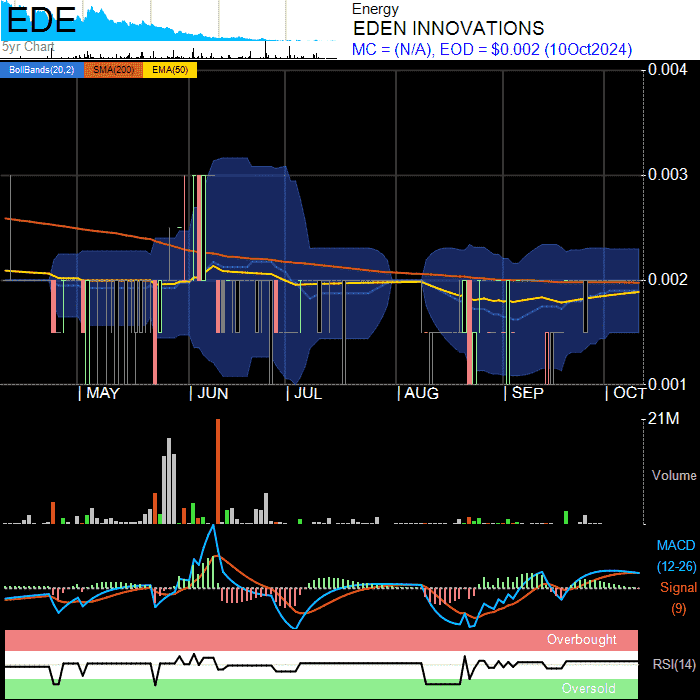 EDE
5yr Chart
Energy
EDEN INNOVATIONS
MC = (N/A), EOD = $0.002 (10Oct2024)
BollBands(20,2) SMA(200) EMA(50)
0.004
0.003
0.002
0.001
MAY JUN JUL AUG SEP OCT
21M
Volume
MACD
(12-26)
Signal
(9)
Overbought
RSI(14)
Oversold